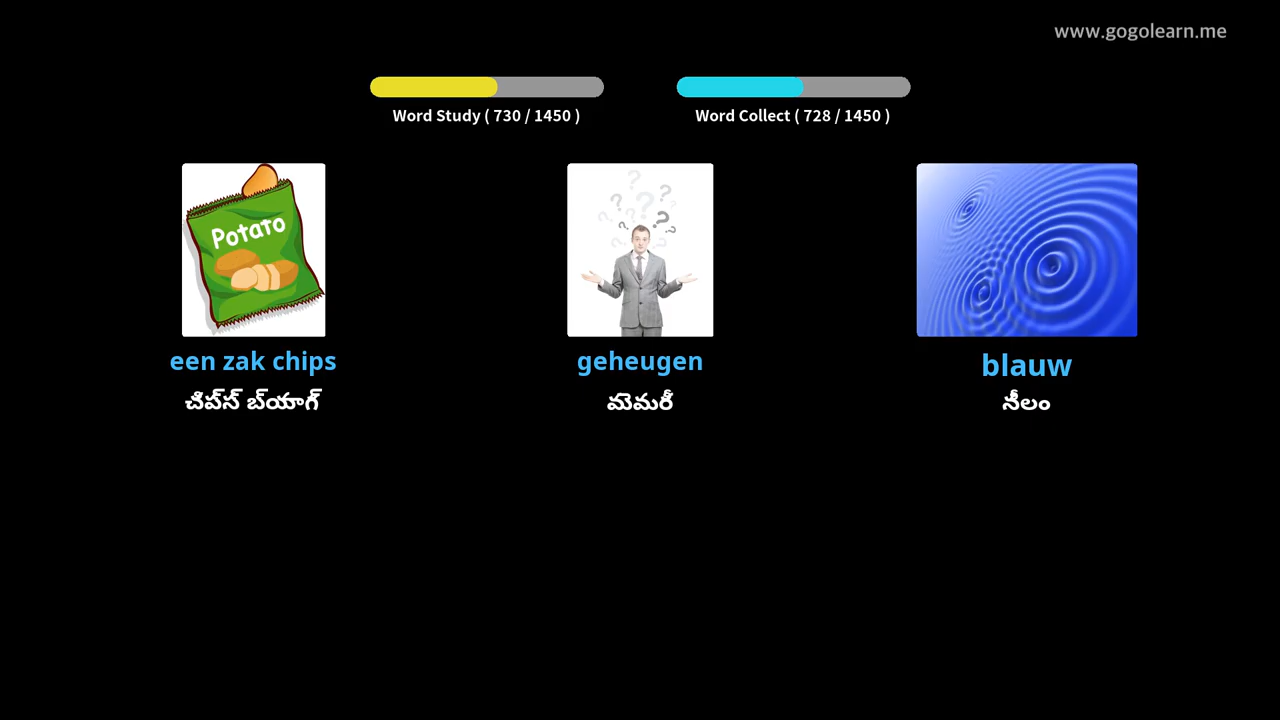 www.gogolearn.me
Word Study ( 730 / 1450 )
Word Collect ( 728 / 1450 )
Potato
een zak chips
geheugen
blauw
చిప్స్ బ్యాగ్
మెమరీ
నీలం